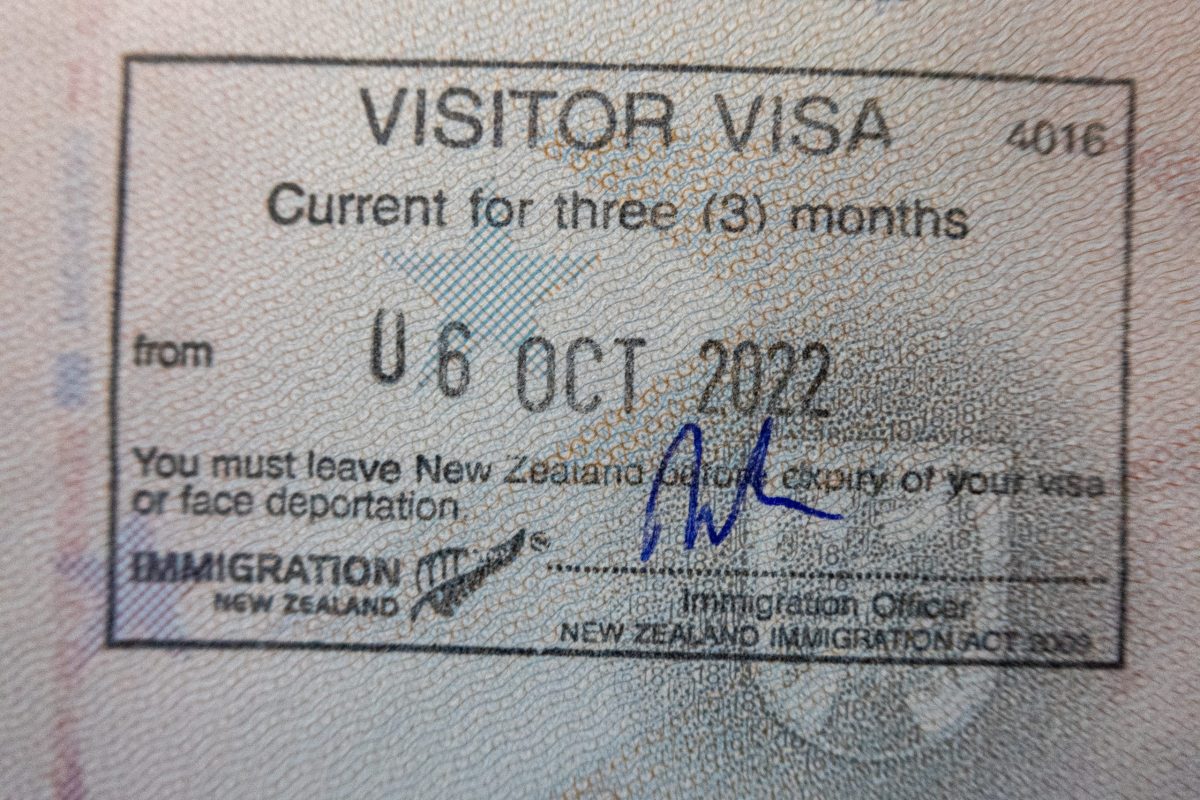 VISITOR VISA 4016
Current for three (3) months
from 06 OCT 2022
You must leave New Zealand before expiry of your visa
or face deportation
IMMIGRATION
NEW ZEALAND
Immigration Officer
NEW ZEALAND IMMIGRATION ACT 2009